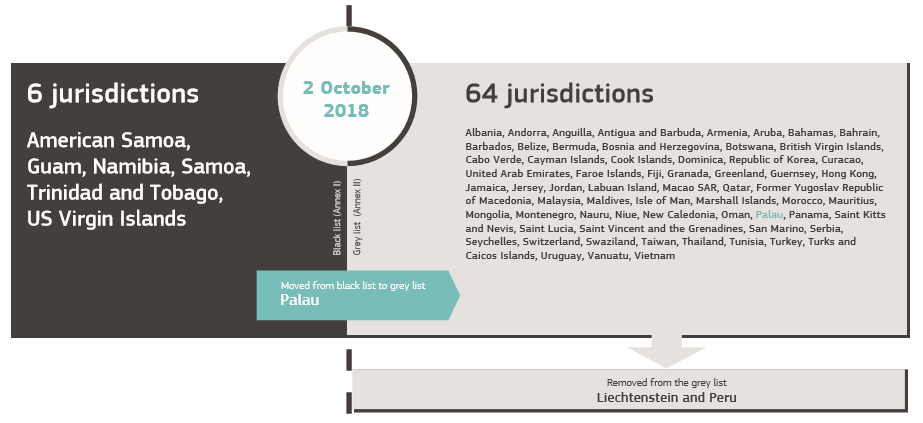 6 jurisdictions
American Samoa,
Guam, Namibia, Samoa,
Trinidad and Tobago,
US Virgin Islands
2 October
2018
Black list (Annex I)
Grey list (Annex II)
Moved from black list to grey list
Palau
64 jurisdictions
Albania, Andorra, Anguilla, Antigua and Barbuda, Armenia, Aruba, Bahamas, Bahrain,
Barbados, Belize, Bermuda, Bosnia and Herzegovina, Botswana, British Virgin Islands,
Cabo Verde, Cayman Islands, Cook Islands, Dominica, Republic of Korea, Curacao,
United Arab Emirates, Faroe Islands, Fiji, Granada, Greenland, Guernsey, Hong Kong,
Jamaica, Jersey, Jordan, Labuan Island, Macao SAR, Qatar, Former Yugoslav Republic
of Macedonia, Malaysia, Maldives, Isle of Man, Marshall Islands, Morocco, Mauritius,
Mongolia, Montenegro, Nauru, Niue, New Caledonia, Oman, Palau, Panama, Saint Kitts
and Nevis, Saint Lucia, Saint Vincent and the Grenadines, San Marino, Serbia,
Seychelles, Switzerland, Swaziland, Taiwan, Thailand, Tunisia, Turkey, Turks and
Caicos Islands, Uruguay, Vanuatu, Vietnam
Removed from the grey list
Liechtenstein and Peru